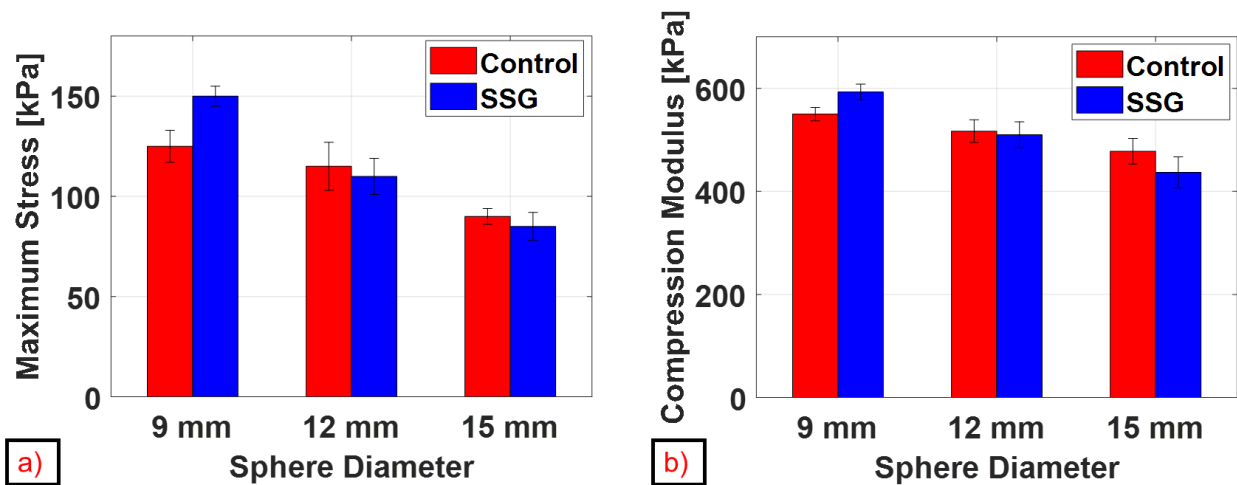 Maximum Stress [kPa]
150
100
50
0
Control
SSG
9 mm
12 mm
15 mm
Sphere Diameter
a)
Compression Modulus [kPa]
600
400
200
0
Control
SSG
9 mm
12 mm
15 mm
Sphere Diameter
b)